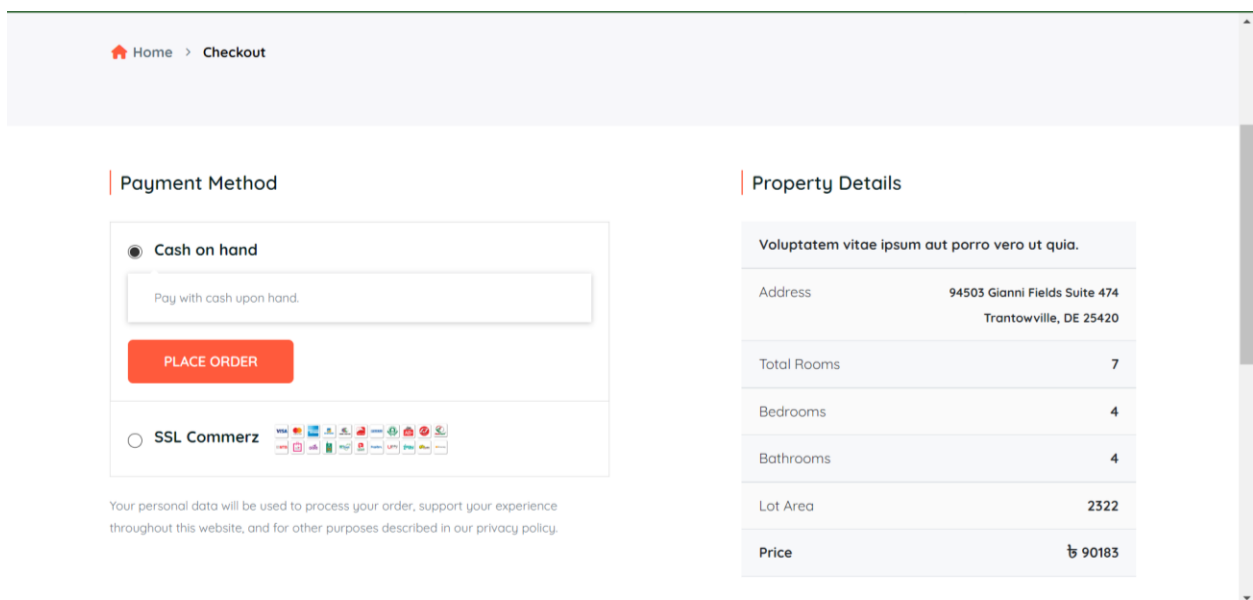 Home > Checkout
Payment Method
Cash on hand
Pay with cash upon hand.
PLACE ORDER
SSL Commerz
VISA
Your personal data will be used to process your order, support your experience
throughout this website, and for other purposes described in our privacy policy.
Property Details
Voluptatem vitae ipsum aut porro vero ut quia.
Address 94503 Gianni Fields Suite 474
Trantowville, DE 25420
Total Rooms 7
Bedrooms 4
Bathrooms 4
Lot Area 2322
Price ৳ 90183